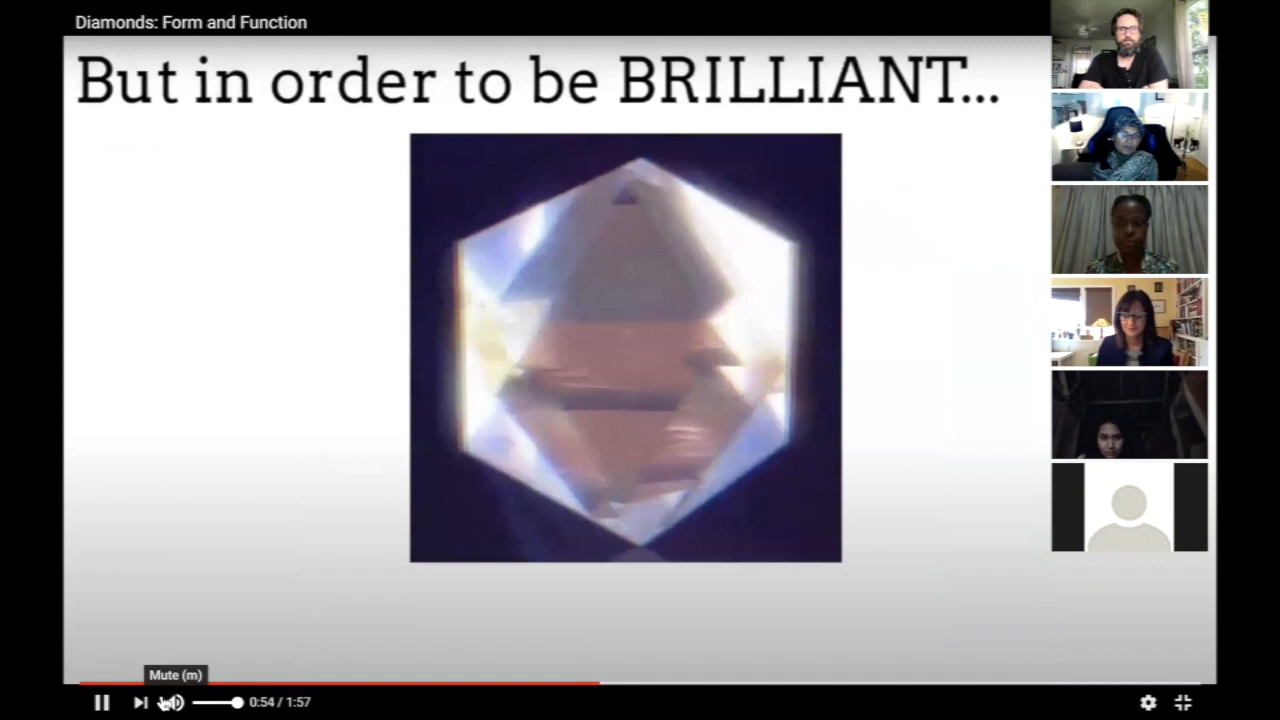 Diamonds: Form and Function
But in order to be BRILLIANT...
Mute (m)
0:54 / 1:57